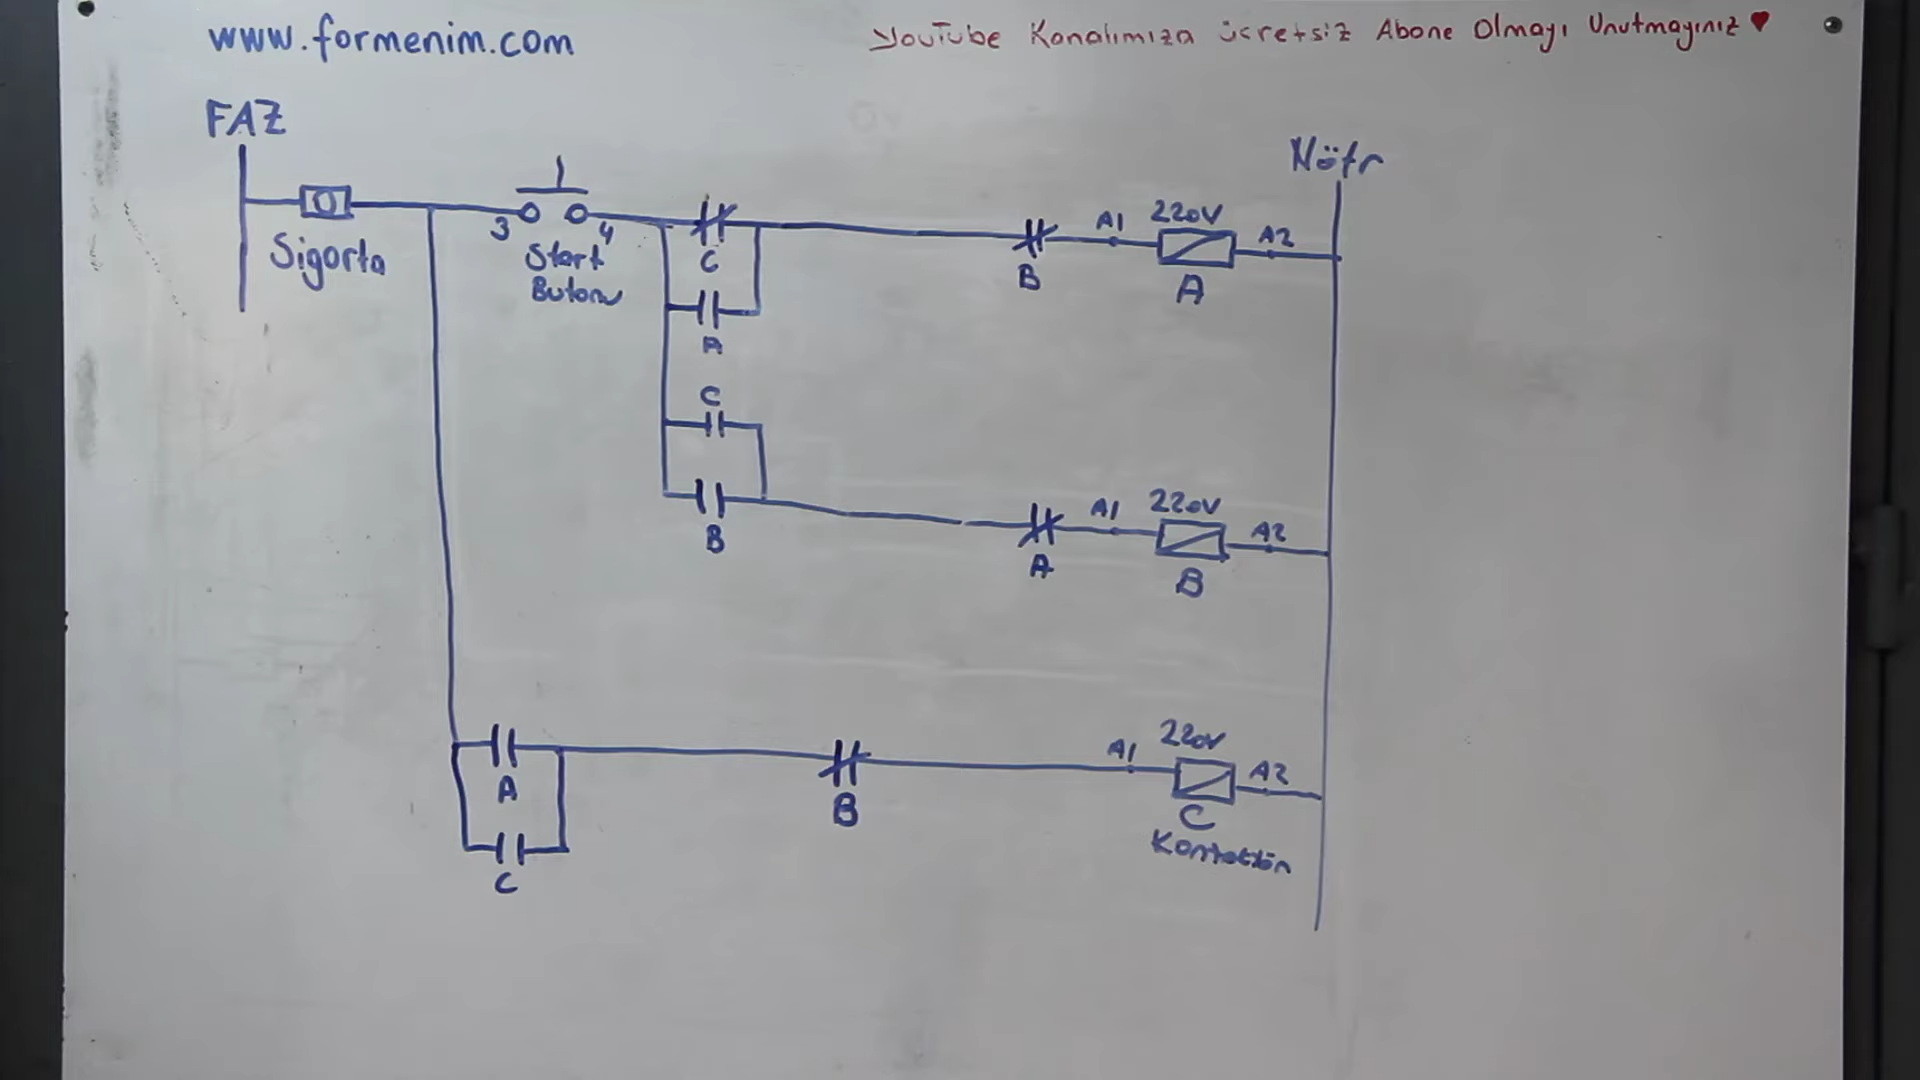 www.formenim.com
YouTube Kanalımıza ücretsiz Abone Olmayı Unutmayınız ♥
FAZ
Nötr
Sigorta
3
4
Start
Buton
C
A
B
A1
220V
A2
A
C
B
A
A1
220V
A2
B
A
C
B
A1
220V
A2
C
Kontaktör